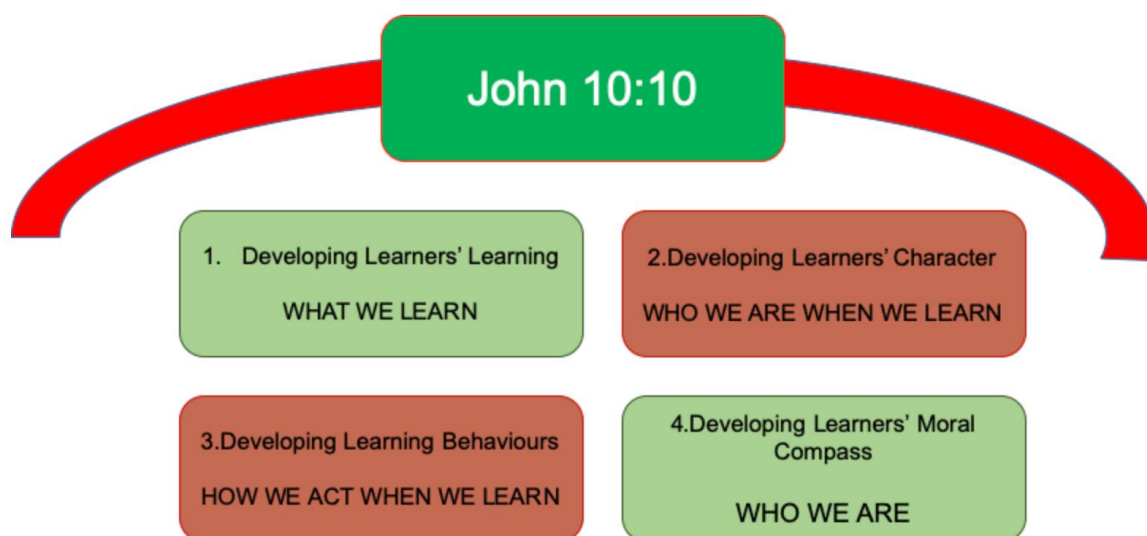 John 10:10
1. Developing Learners' Learning
WHAT WE LEARN
2.Developing Learners' Character
WHO WE ARE WHEN WE LEARN
3.Developing Learning Behaviours
HOW WE ACT WHEN WE LEARN
4.Developing Learners' Moral
Compass
WHO WE ARE